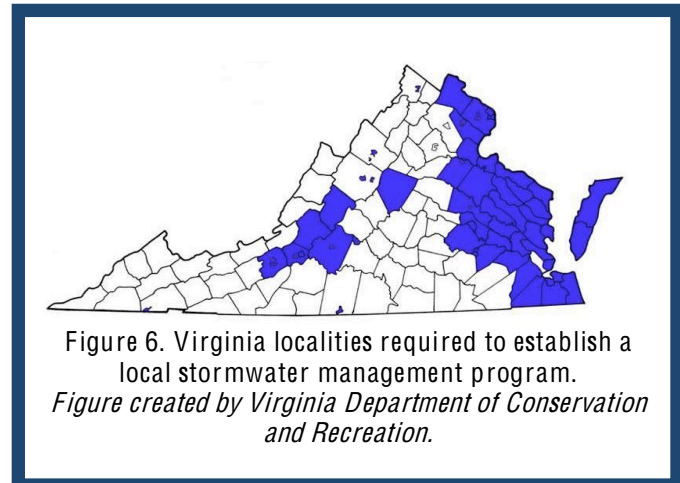 Figure 6. Virginia localities required to establish a
local stormwater management program.
Figure created by Virginia Department of Conservation
and Recreation.